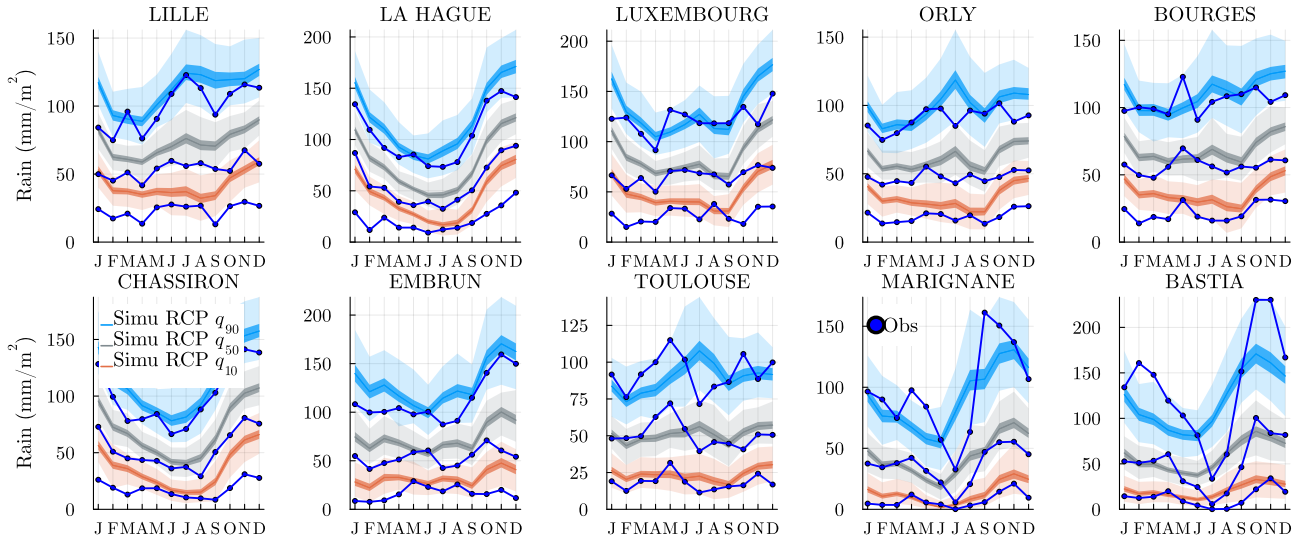 LILLE
LA HAGUE
LUXEMBOURG
ORLY
BOURGES
Rain (mm/m²)
150
100
50
0
J F M A M J J A S O N D
200
150
100
50
0
J F M A M J J A S O N D
200
150
100
50
0
J F M A M J J A S O N D
150
100
50
0
J F M A M J J A S O N D
150
100
50
0
J F M A M J J A S O N D
CHASSIRON
EMBRUN
TOULOUSE
MARIGNANE
BASTIA
Rain (mm/m²)
150
100
50
0
Simu RCP q90
Simu RCP q50
Simu RCP q10
J F M A M J J A S O N D
200
150
100
50
0
J F M A M J J A S O N D
125
100
75
50
25
0
J F M A M J J A S O N D
150
100
50
0
Obs
J F M A M J J A S O N D
200
150
100
50
0
J F M A M J J A S O N D